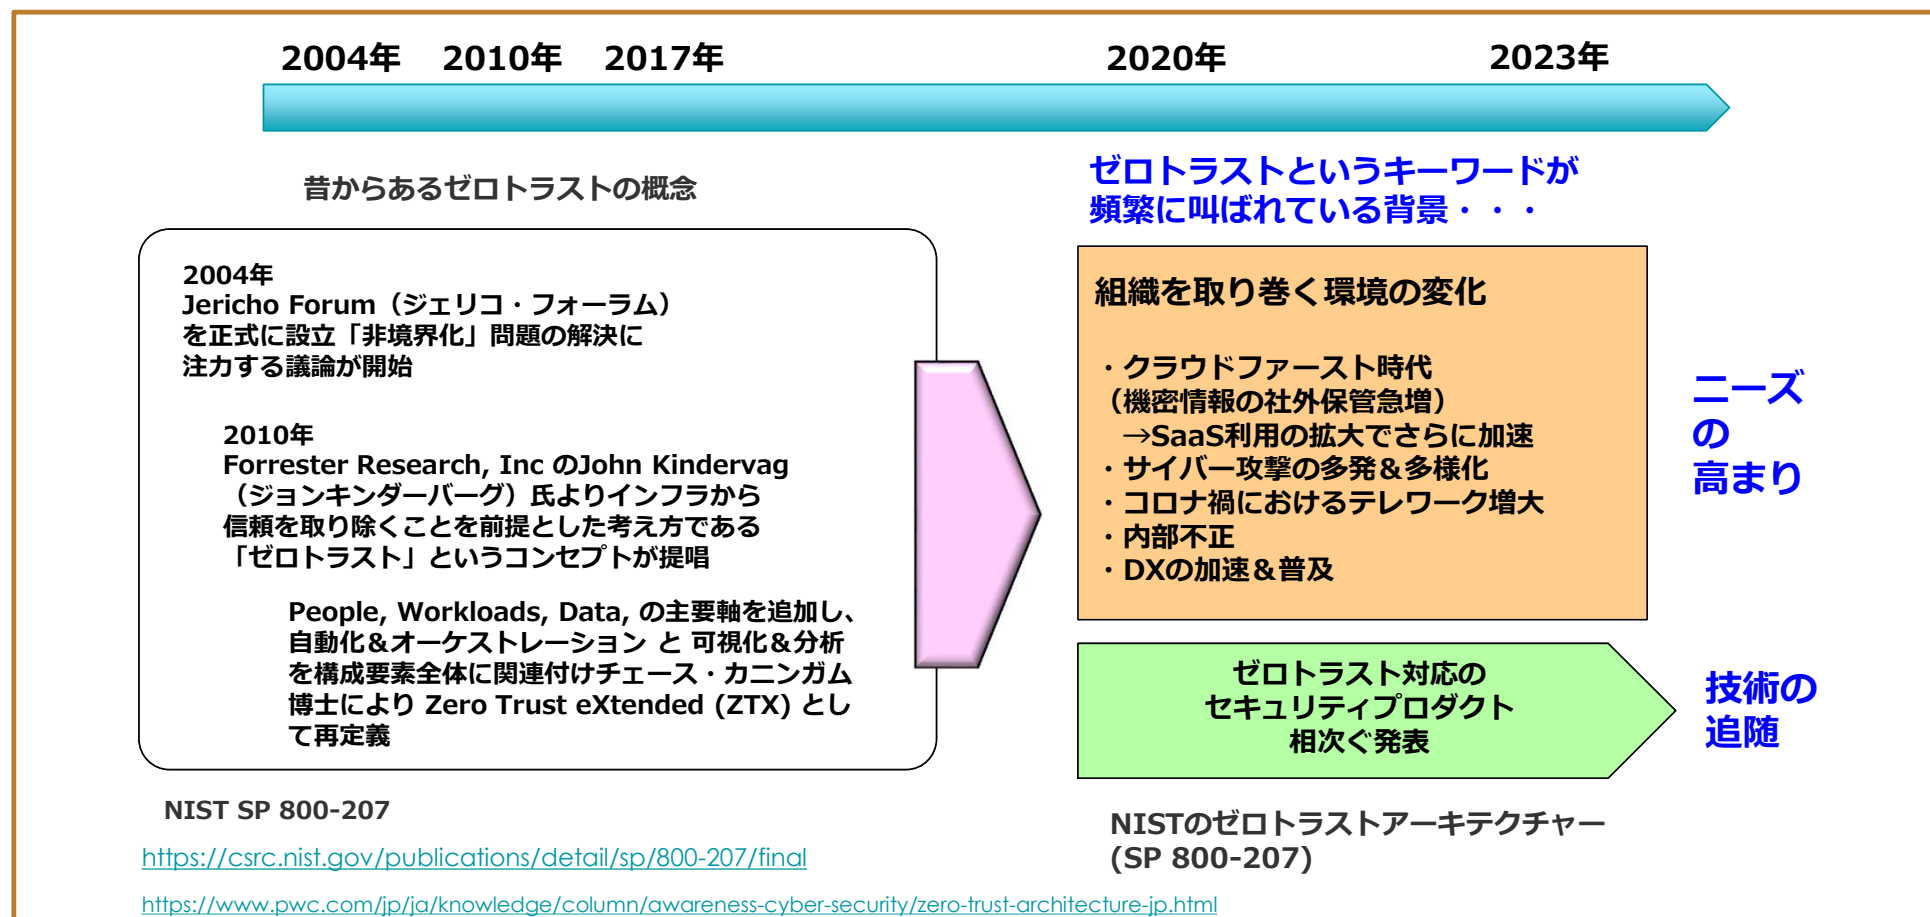 2004年 2010年 2017年 2020年 2023年
昔からあるゼロトラストの概念
2004年
Jericho Forum（ジェリコ・フォーラム）
を正式に設立「非境界化」問題の解決に
注力する議論が開始
2010年
Forrester Research, Inc のJohn Kindervag
（ジョンキンダーバーグ）氏よりインフラから
信頼を取り除くことを前提とした考え方である
「ゼロトラスト」というコンセプトが提唱
People, Workloads, Data, の主要軸を追加し、
自動化＆オーケストレーション と 可視化＆分析
を構成要素全体に関連付けチェース・カニンガム
博士により Zero Trust eXtended (ZTX) とし
て再定義
NIST SP 800-207
https://csrc.nist.gov/publications/detail/sp/800-207/final
https://www.pwc.com/jp/ja/knowledge/column/awareness-cyber-security/zero-trust-architecture-jp.html
ゼロトラストというキーワードが
頻繁に叫ばれている背景・・・
組織を取り巻く環境の変化
・クラウドファースト時代
（機密情報の社外保管急増）
→SaaS利用の拡大でさらに加速
・サイバー攻撃の多発＆多様化
・コロナ禍におけるテレワーク増大
・内部不正
・DXの加速＆普及
ニーズ
の
高まり
ゼロトラスト対応の
セキュリティプロダクト
相次ぐ発表
技術の
追随
NISTのゼロトラストアーキテクチャー
(SP 800-207)